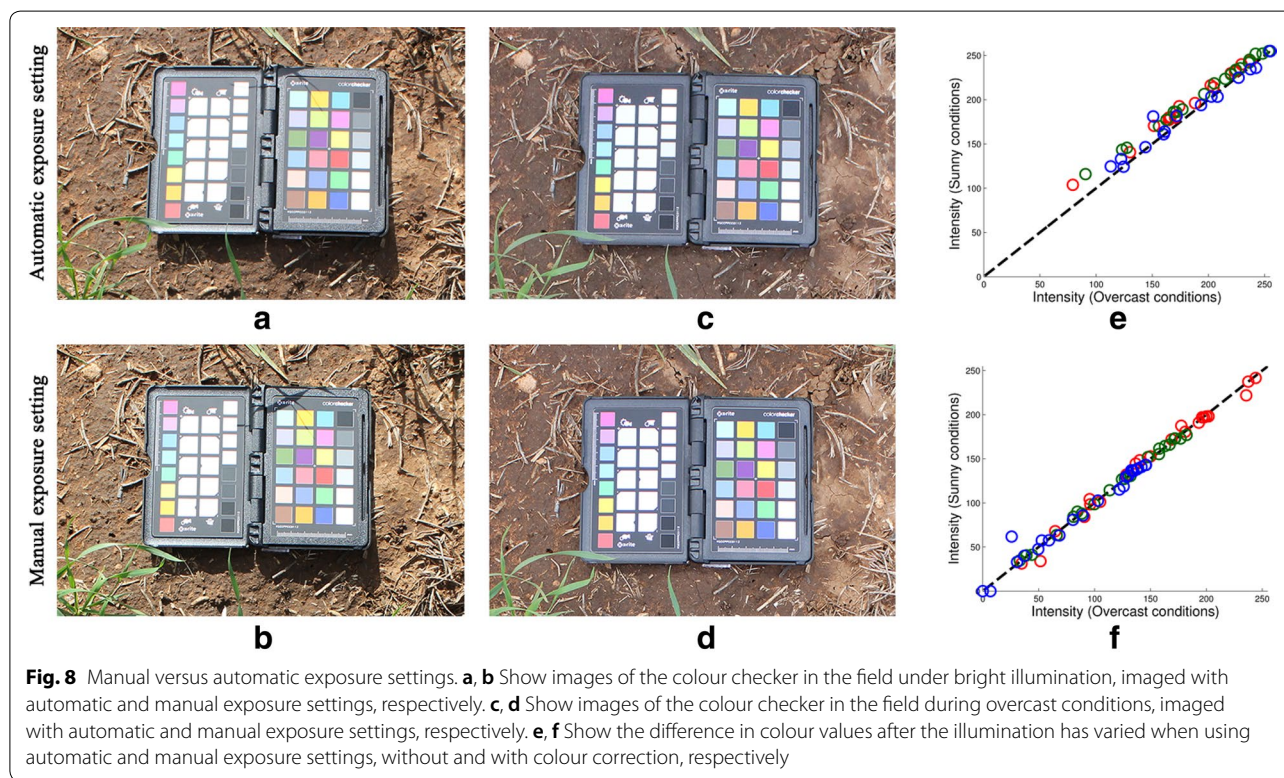 Automatic exposure setting
a
c
250
200
150
100
50
0
0 50 100 150 200 250
Intensity (Sunny conditions)
Intensity (Overcast conditions)
e
Manual exposure setting
b
d
250
200
150
100
50
0 50 100 150 200 250
Intensity (Sunny conditions)
Intensity (Overcast conditions)
f
colorchecker
colorchecker
colorchecker
colorchecker
Fig. 8 Manual versus automatic exposure settings. a, b Show images of the colour checker in the field under bright illumination, imaged with
automatic and manual exposure settings, respectively. c, d Show images of the colour checker in the field during overcast conditions, imaged
with automatic and manual exposure settings, respectively. e, f Show the difference in colour values after the illumination has varied when using
automatic and manual exposure settings, without and with colour correction, respectively